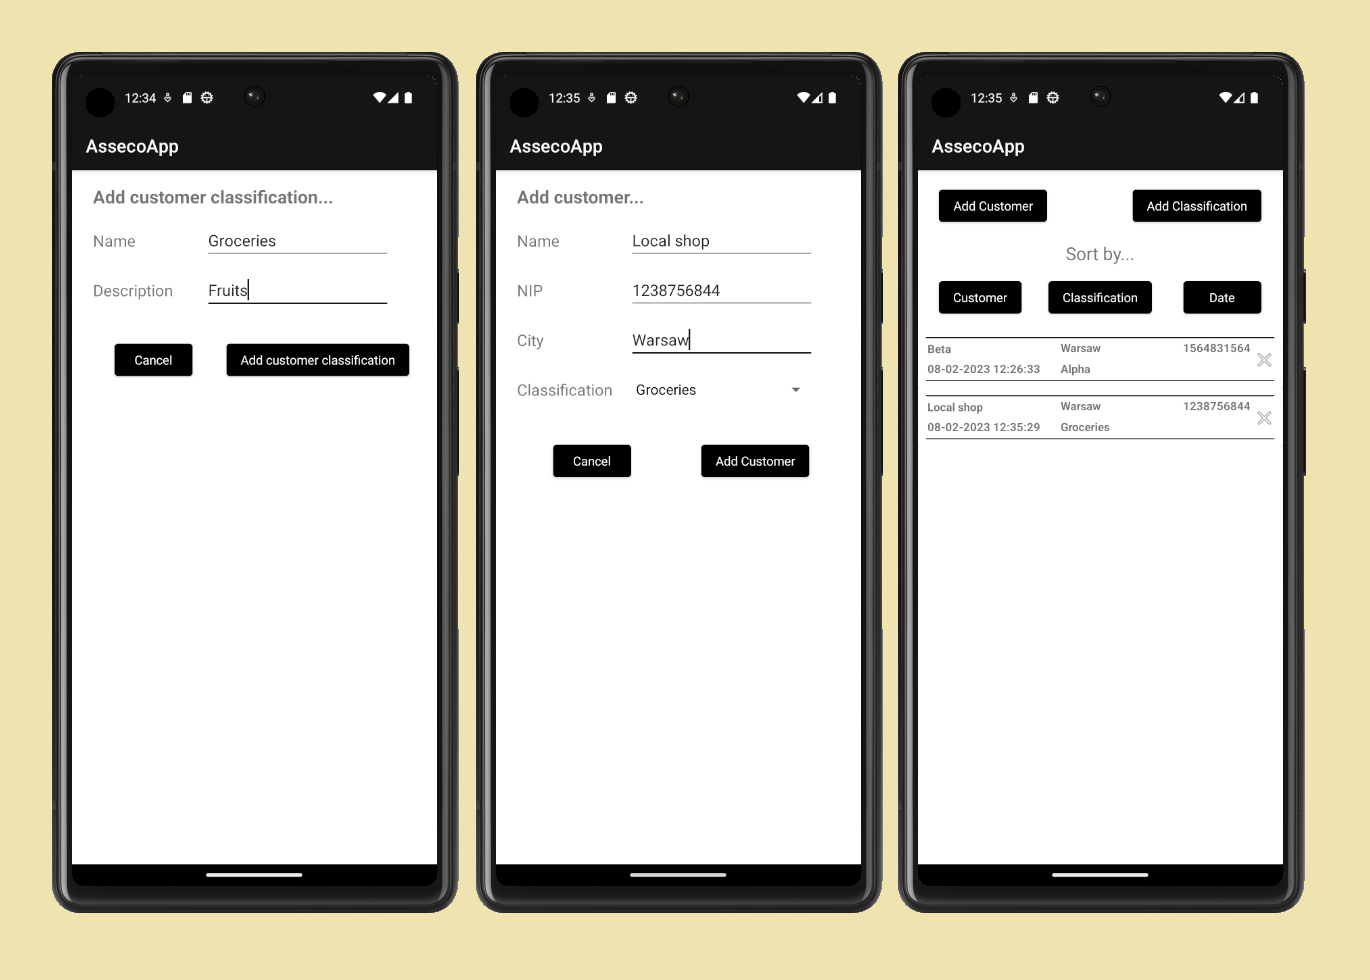 12:34
AssecoApp
Add customer classification...
Name Groceries
Description Fruits
Cancel Add customer classification
12:35
AssecoApp
Add customer...
Name Local shop
NIP 1238756844
City Warsaw
Classification Groceries
Cancel Add Customer
12:35
AssecoApp
Add Customer Add Classification
Sort by...
Customer Classification Date
Beta Warsaw 1564831564
08-02-2023 12:26:33 Alpha
Local shop Warsaw 1238756844
08-02-2023 12:35:29 Groceries